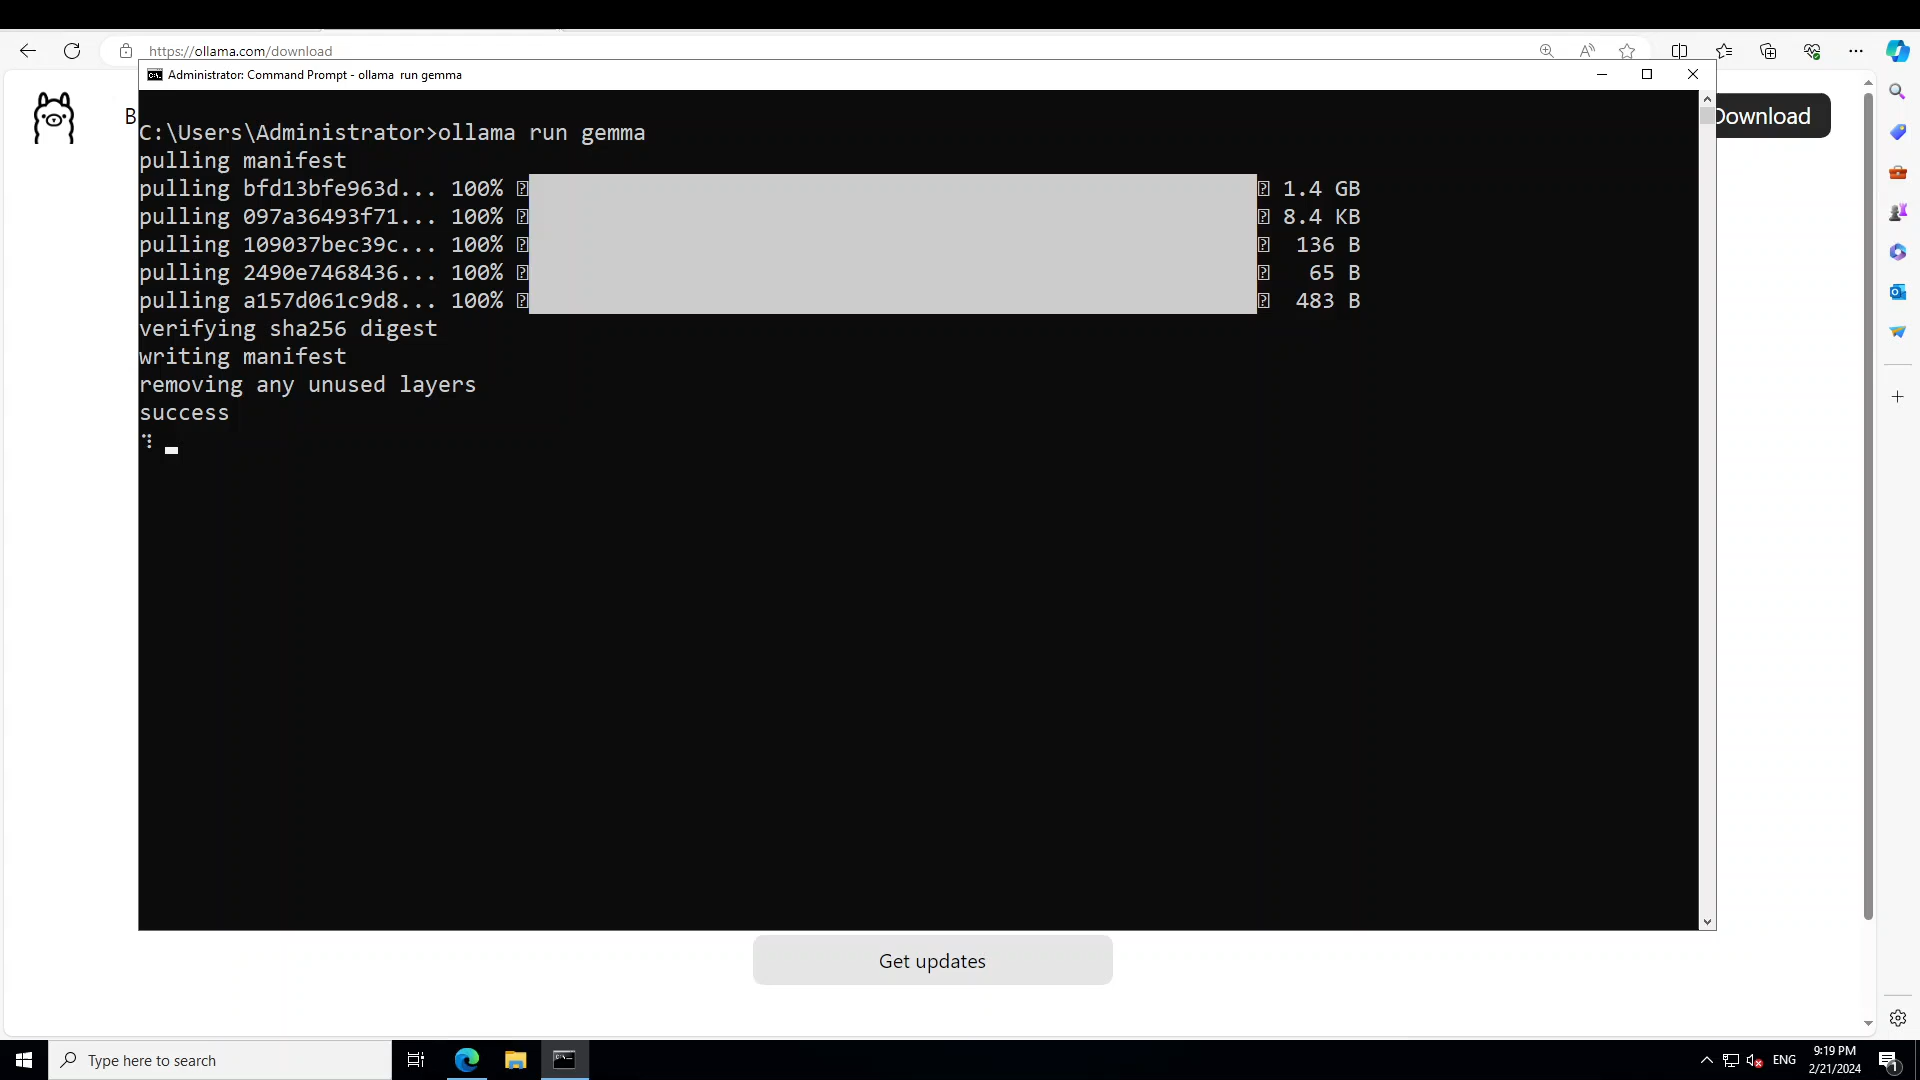 https://ollama.com/download
Administrator: Command Prompt - ollama  run gemma
B
Download
C:\Users\Administrator>ollama run gemma
pulling manifest
pulling bfd13bfe963d... 100% 1.4 GB
pulling 097a36493f71... 100% 8.4 KB
pulling 109037bec39c... 100% 136 B
pulling 2490e7468436... 100% 65 B
pulling a157d061c9d8... 100% 483 B
verifying sha256 digest
writing manifest
removing any unused layers
success
Get updates
Type here to search
ENG
9:19 PM
2/21/2024
1